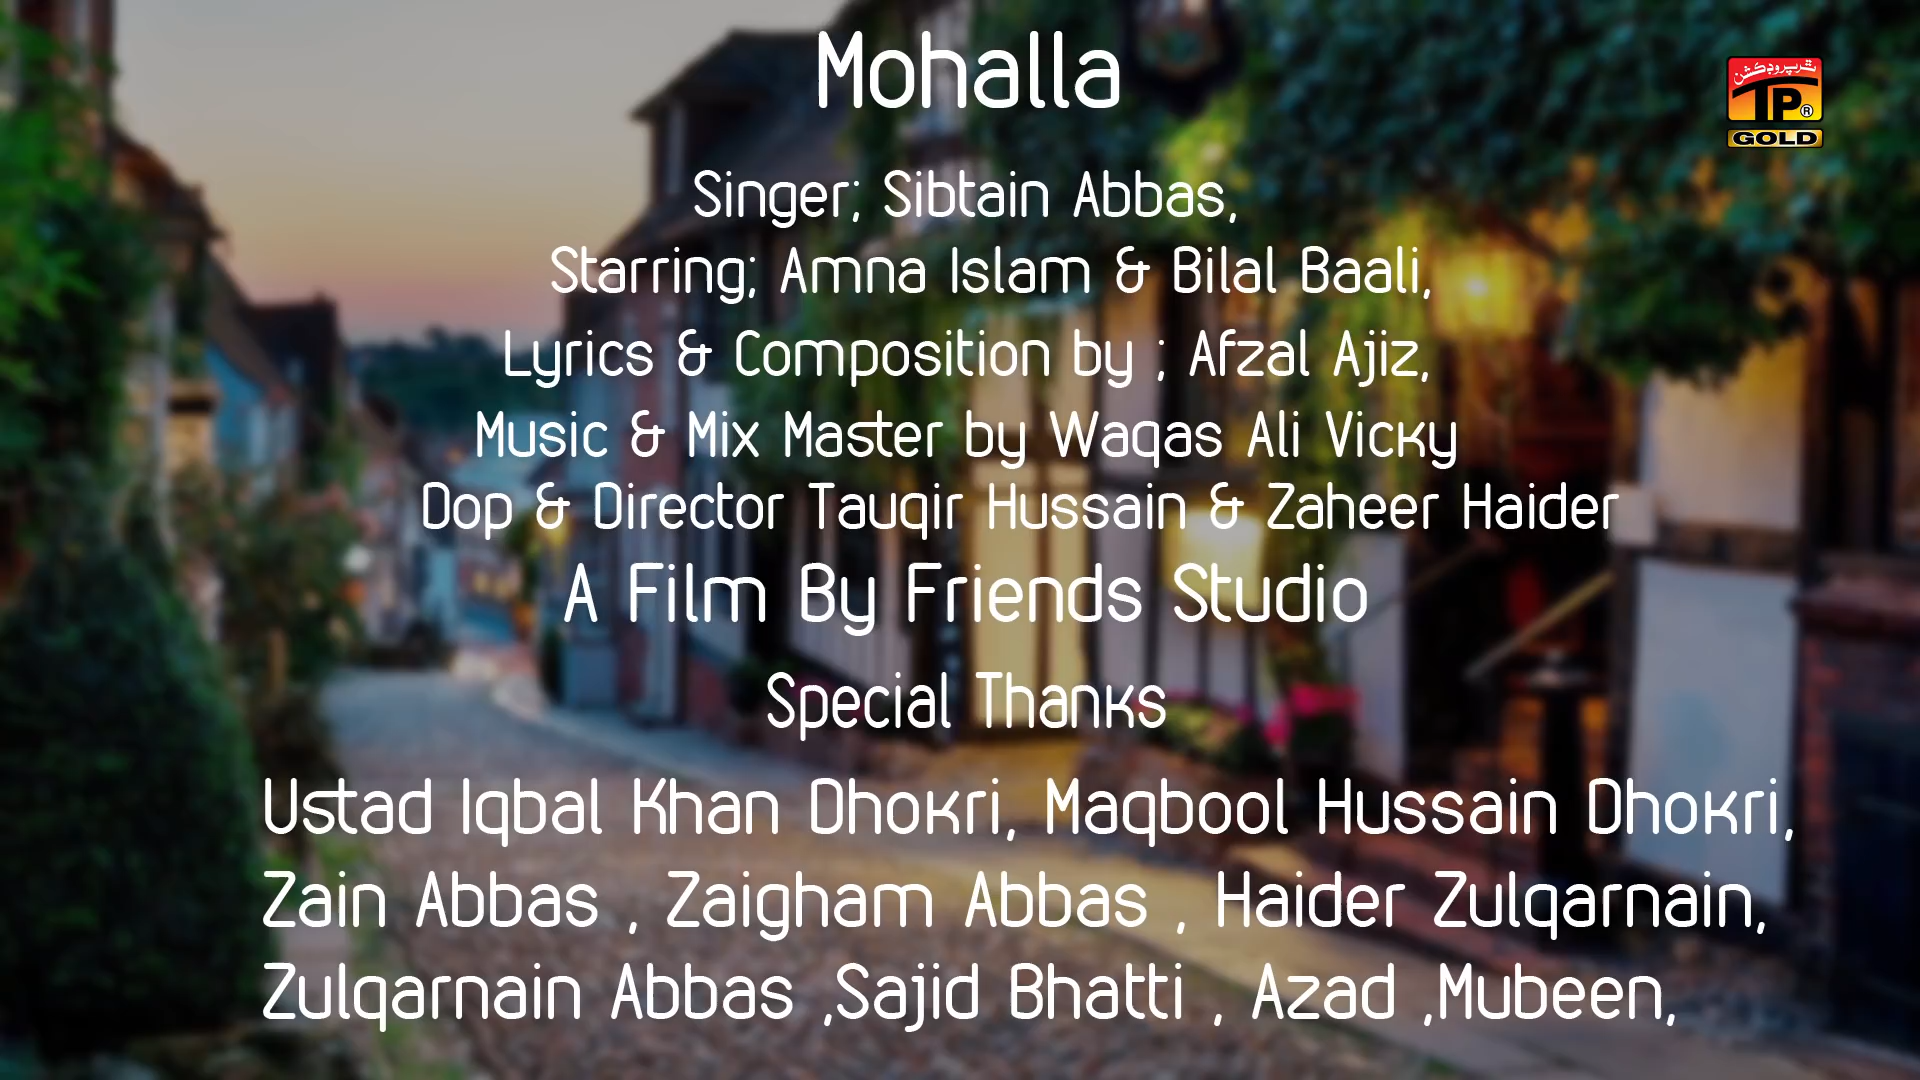 Mohalla
تھرپروڈکشن
TP®
GOLD
Singer; Sibtain Abbas,
Starring; Amna Islam & Bilal Baali,
Lyrics & Composition by ; Afzal Ajiz,
Music & Mix Master by Waqas Ali Vicky
Dop & Director Tauqir Hussain & Zaheer Haider
A Film By Friends Studio
Special Thanks
Ustad Iqbal Khan Dhokri, Maqbool Hussain Dhokri,
Zain Abbas , Zaigham Abbas , Haider Zulqarnain,
Zulqarnain Abbas ,Sajid Bhatti , Azad ,Mubeen,